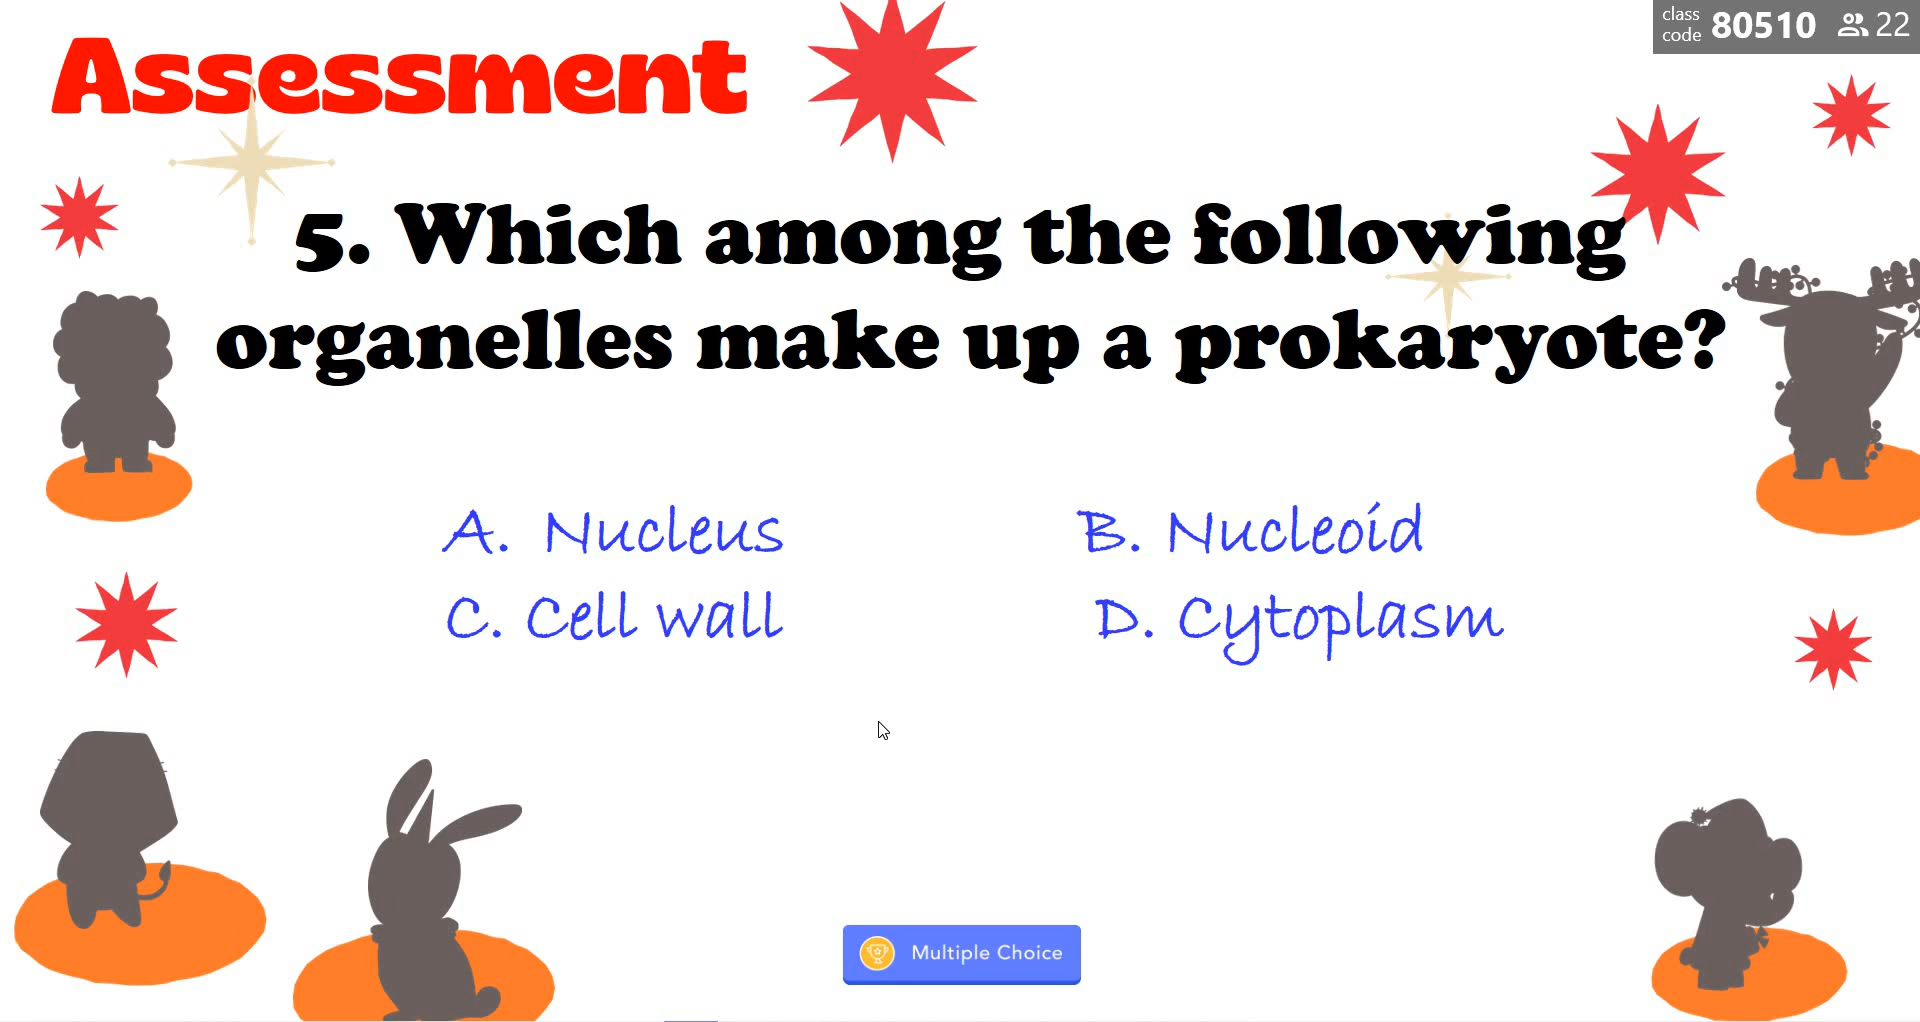 class code 80510 22
Assessment
5. Which among the following
organelles make up a prokaryote?
A. Nucleus B. Nucleoid
C. Cell wall D. Cytoplasm
Multiple Choice